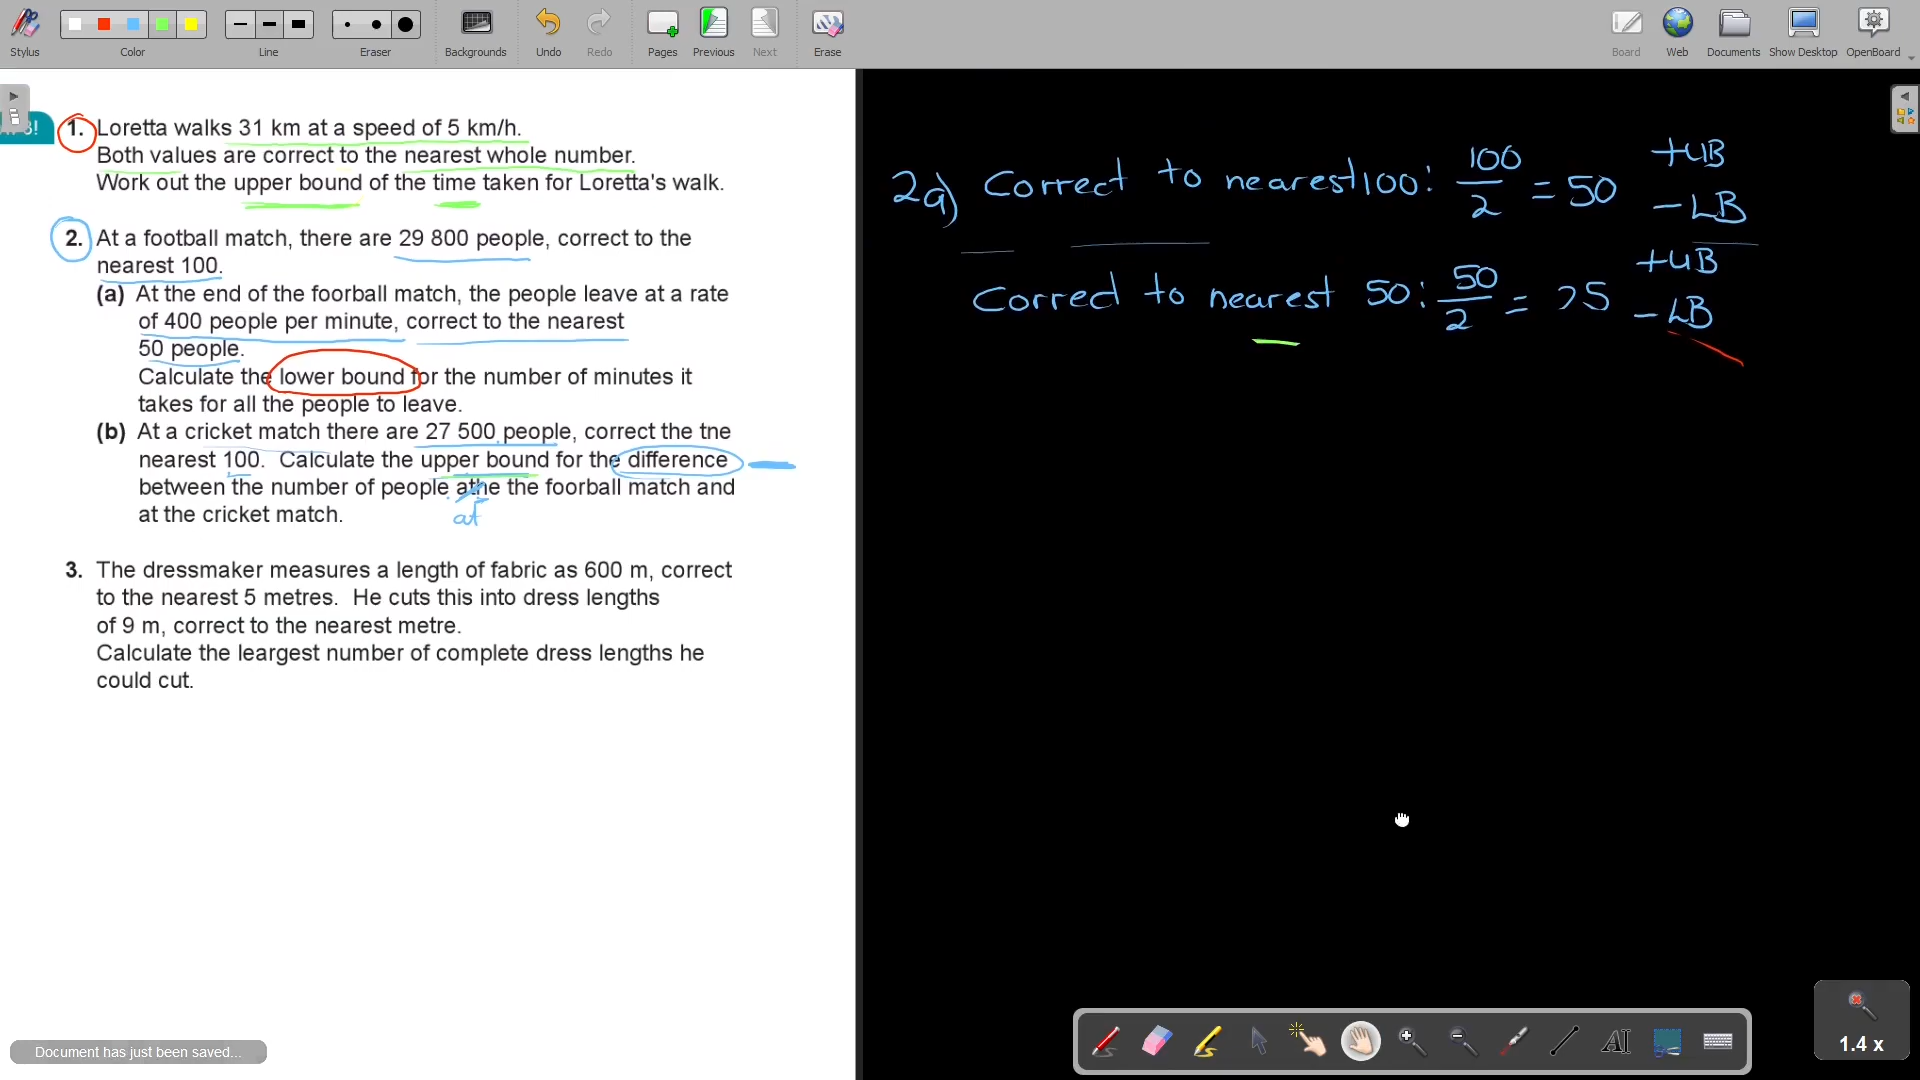 Stylus Color Line Eraser Backgrounds Undo Redo Pages Previous Next Erase Board Web Documents Show Desktop OpenBoard
1. Loretta walks 31 km at a speed of 5 km/h.
Both values are correct to the nearest whole number.
Work out the upper bound of the time taken for Loretta's walk.
2. At a football match, there are 29 800 people, correct to the
nearest 100.
(a) At the end of the foorball match, the people leave at a rate
of 400 people per minute, correct to the nearest
50 people.
Calculate the lower bound for the number of minutes it
takes for all the people to leave.
(b) At a cricket match there are 27 500 people, correct the tne
nearest 100. Calculate the upper bound for the difference
between the number of people athe the foorball match and
at
at the cricket match.
3. The dressmaker measures a length of fabric as 600 m, correct
to the nearest 5 metres. He cuts this into dress lengths
of 9 m, correct to the nearest metre.
Calculate the leargest number of complete dress lengths he
could cut.
2a) Correct to nearest 100: 100/2 = 50 +UB -LB
Correct to nearest 50: 50/2 = 25 +UB -LB
Document has just been saved...
1.4 x